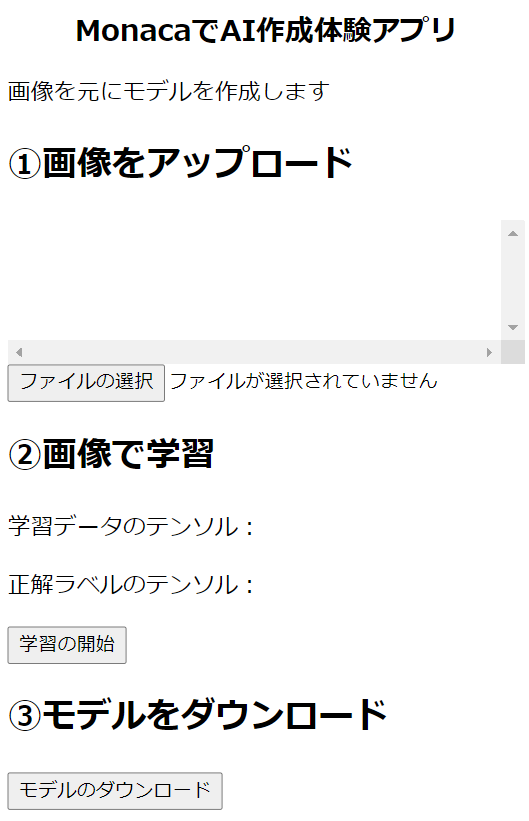 MonacaでAI作成体験アプリ
画像を元にモデルを作成します
①画像をアップロード
ファイルの選択 ファイルが選択されていません
②画像で学習
学習データのテンソル：
正解ラベルのテンソル：
学習の開始
③モデルをダウンロード
モデルのダウンロード